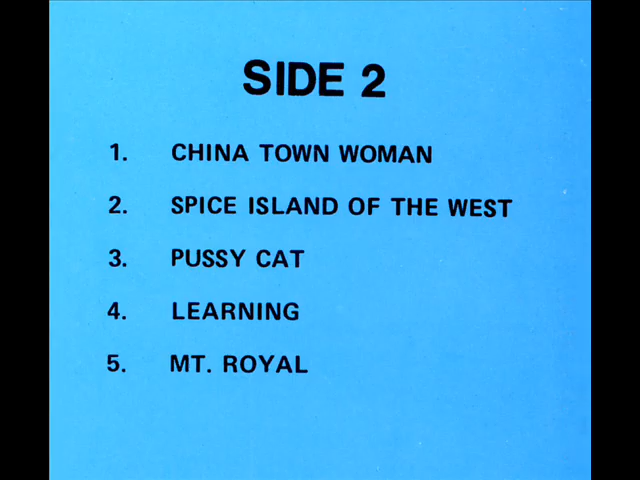 SIDE 2
1. CHINA TOWN WOMAN
2. SPICE ISLAND OF THE WEST
3. PUSSY CAT
4. LEARNING
5. MT. ROYAL